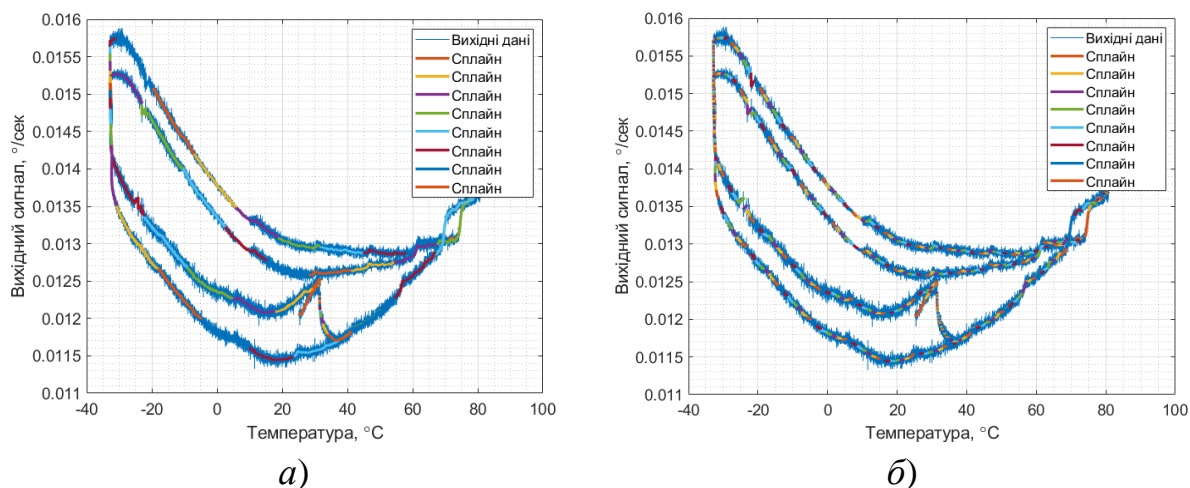 0.016
0.0155
0.015
0.0145
0.014
0.0135
0.013
0.0125
0.012
0.0115
0.011
Вихідний сигнал, °/сек
-40
-20
0
20
40
60
80
100
Температура, °C
Вихідні дані
Сплайн
Сплайн
Сплайн
Сплайн
Сплайн
Сплайн
Сплайн
Сплайн
а)
0.016
0.0155
0.015
0.0145
0.014
0.0135
0.013
0.0125
0.012
0.0115
0.011
Вихідний сигнал, °/сек
-40
-20
0
20
40
60
80
100
Температура, °C
Вихідні дані
Сплайн
Сплайн
Сплайн
Сплайн
Сплайн
Сплайн
Сплайн
Сплайн
б)